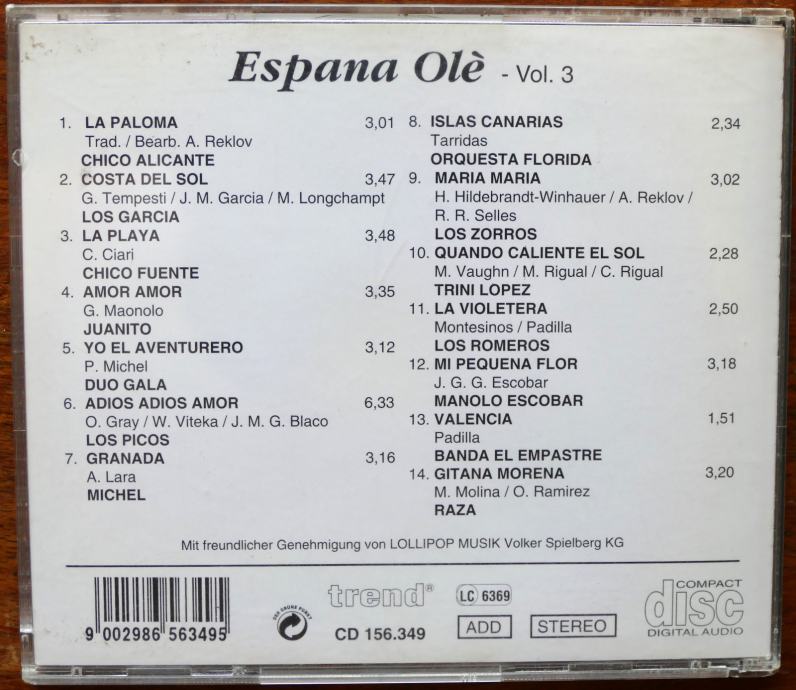 Espana Olè - Vol. 3
1. LA PALOMA 3,01
Trad. / Bearb. A. Reklov
CHICO ALICANTE
2. COSTA DEL SOL 3,47
G. Tempesti / J. M. Garcia / M. Longchampt
LOS GARCIA
3. LA PLAYA 3,48
C. Ciari
CHICO FUENTE
4. AMOR AMOR 3,35
G. Maonolo
JUANITO
5. YO EL AVENTURERO 3,12
P. Michel
DUO GALA
6. ADIOS ADIOS AMOR 6,33
O. Gray / W. Viteka / J. M. G. Blaco
LOS PICOS
7. GRANADA 3,16
A. Lara
MICHEL
8. ISLAS CANARIAS 2,34
Tarridas
ORQUESTA FLORIDA
9. MARIA MARIA 3,02
H. Hildebrandt-Winhauer / A. Reklov /
R. R. Selles
LOS ZORROS
10. QUANDO CALIENTE EL SOL 2,28
M. Vaughn / M. Rigual / C. Rigual
TRINI LOPEZ
11. LA VIOLETERA 2,50
Montesinos / Padilla
LOS ROMEROS
12. MI PEQUENA FLOR 3,18
J. G. G. Escobar
MANOLO ESCOBAR
13. VALENCIA 1,51
Padilla
BANDA EL EMPASTRE
14. GITANA MORENA 3,20
M. Molina / O. Ramirez
RAZA
Mit freundlicher Genehmigung von LOLLIPOP MUSIK Volker Spielberg KG
9 002986 563495
DER GRÜNE PUNKT
trend®
CD 156.349
LC 6369
ADD STEREO
COMPACT
disc
DIGITAL AUDIO